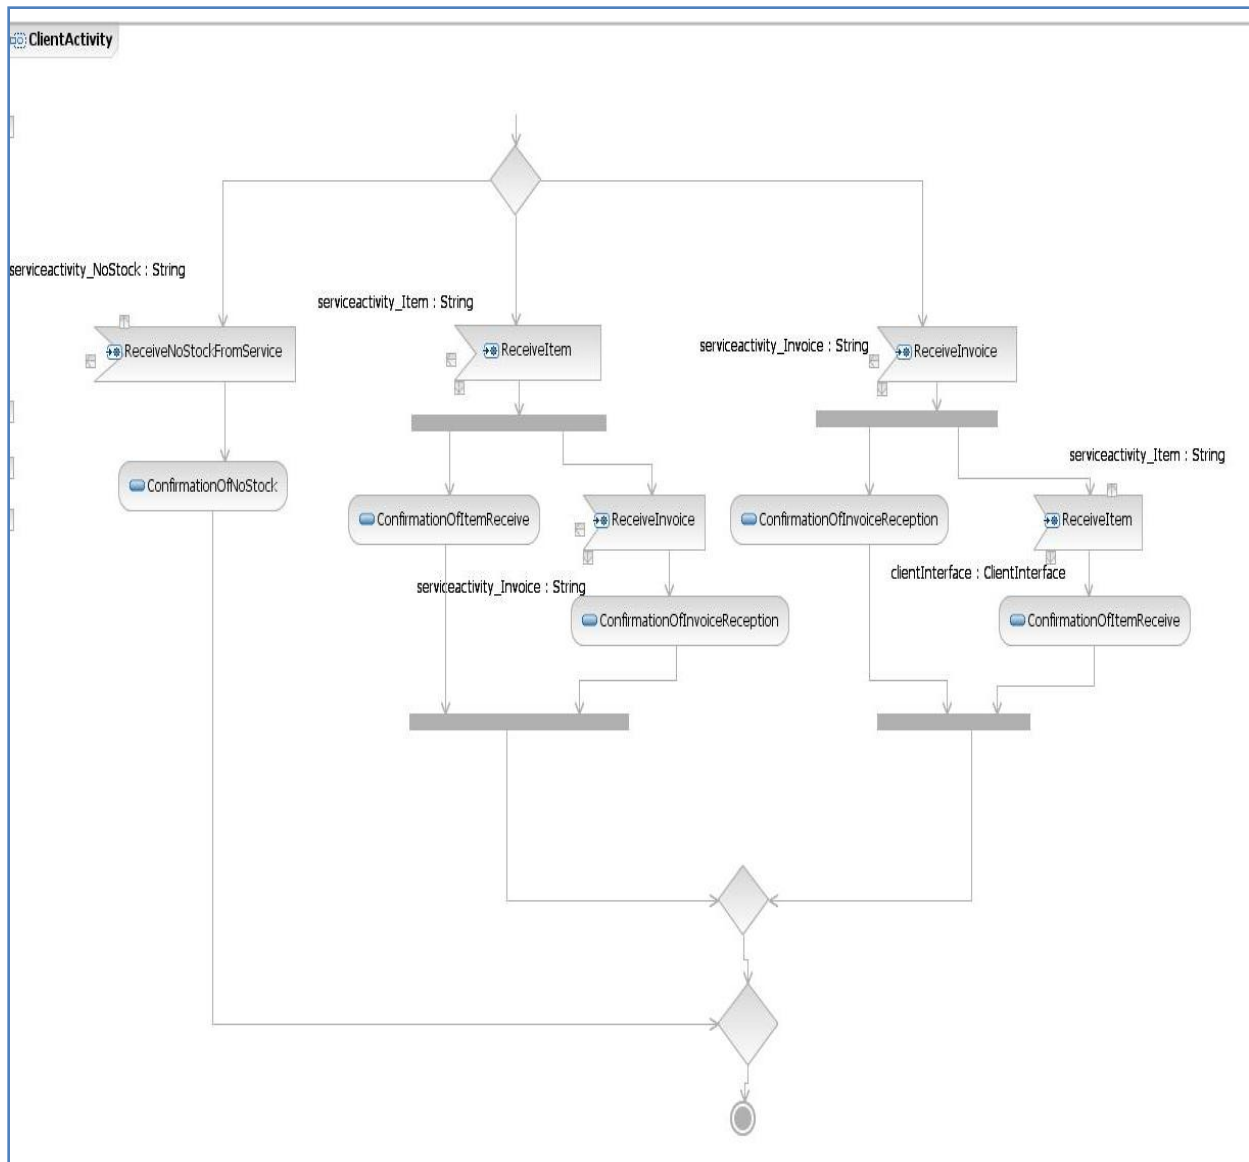 ClientActivity
serviceactivity_NoStock : String
serviceactivity_Item : String
serviceactivity_Invoice : String
ReceiveNoStockFromService
ReceiveItem
ReceiveInvoice
serviceactivity_Item : String
ConfirmationOfNoStock
ConfirmationOfItemReceive
ReceiveInvoice
ConfirmationOfInvoiceReception
ReceiveItem
serviceactivity_Invoice : String
clientInterface : ClientInterface
ConfirmationOfInvoiceReception
ConfirmationOfItemReceive